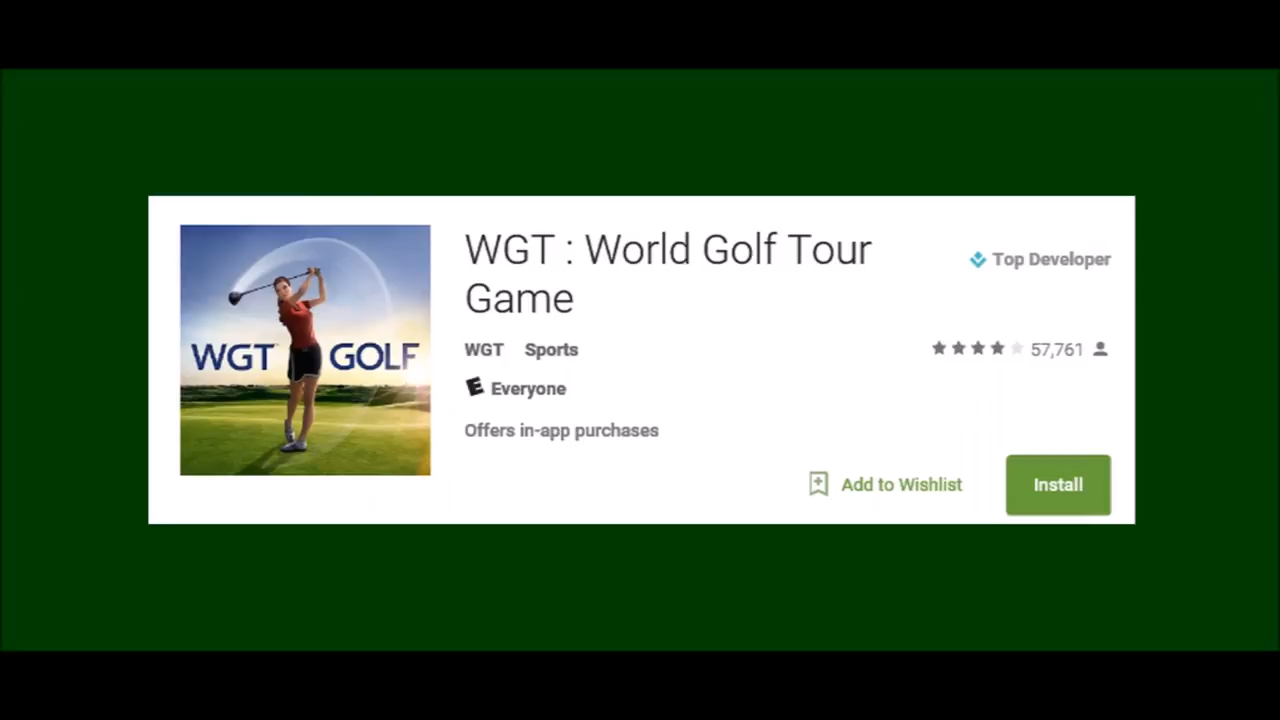 WGT GOLF
WGT : World Golf Tour
Game
Top Developer
WGT Sports
57,761
E Everyone
Offers in-app purchases
Add to Wishlist
Install